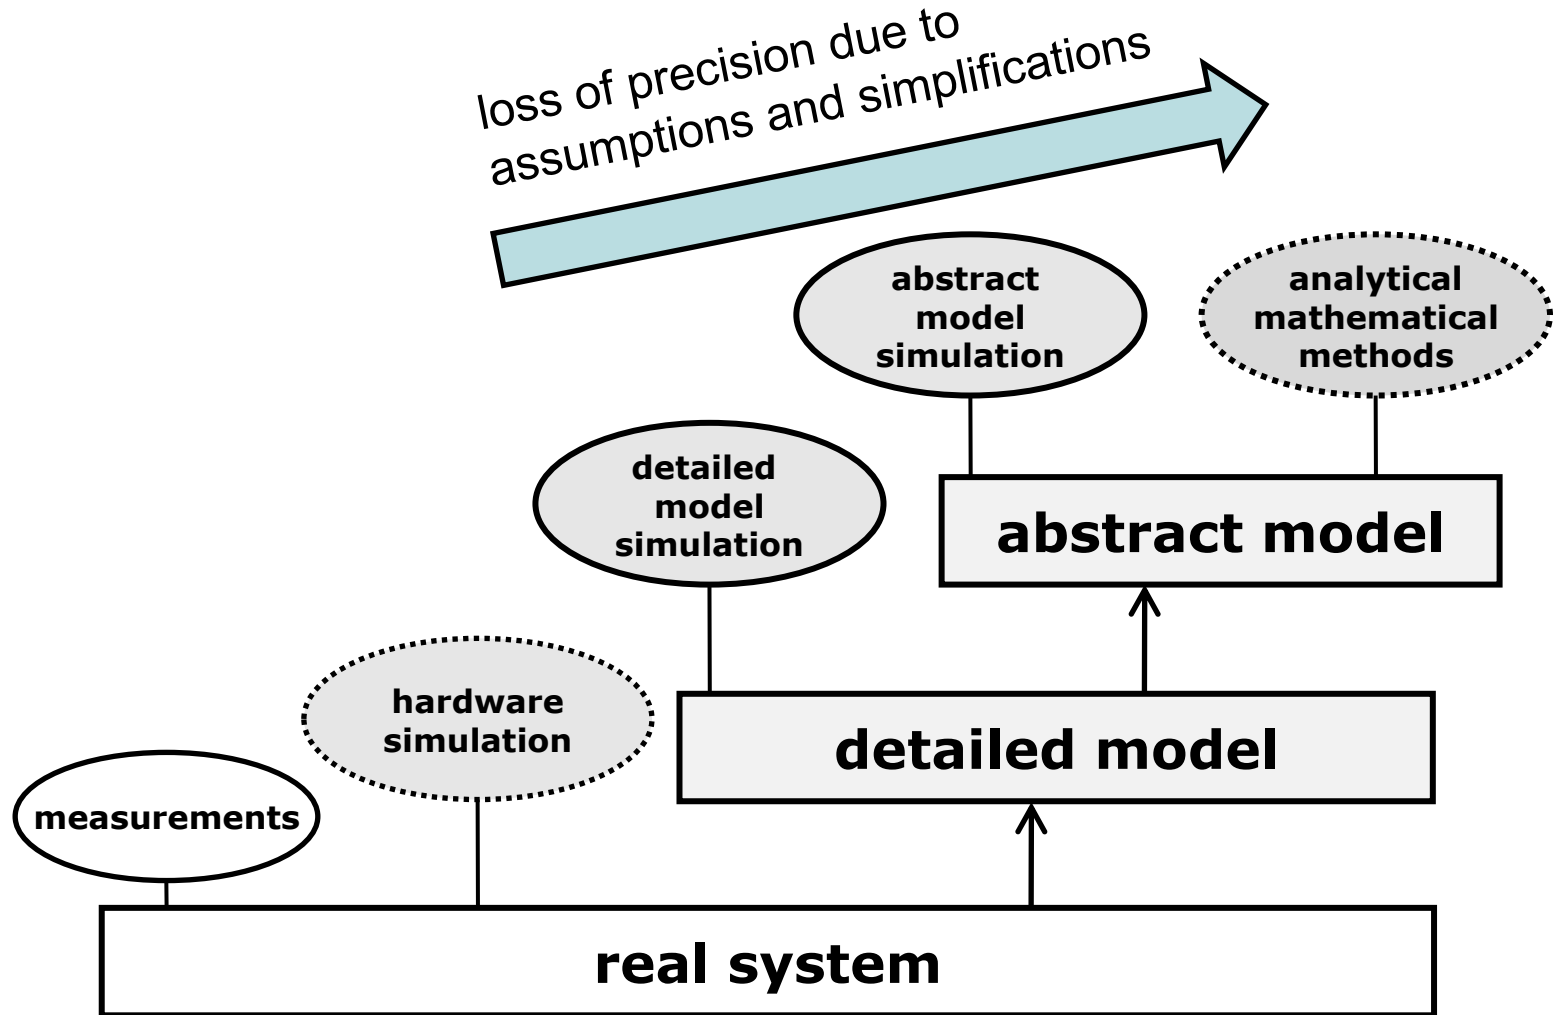 loss of precision due to
assumptions and simplifications
abstract
model
simulation
analytical
mathematical
methods
detailed
model
simulation
abstract model
hardware
simulation
detailed model
measurements
real system